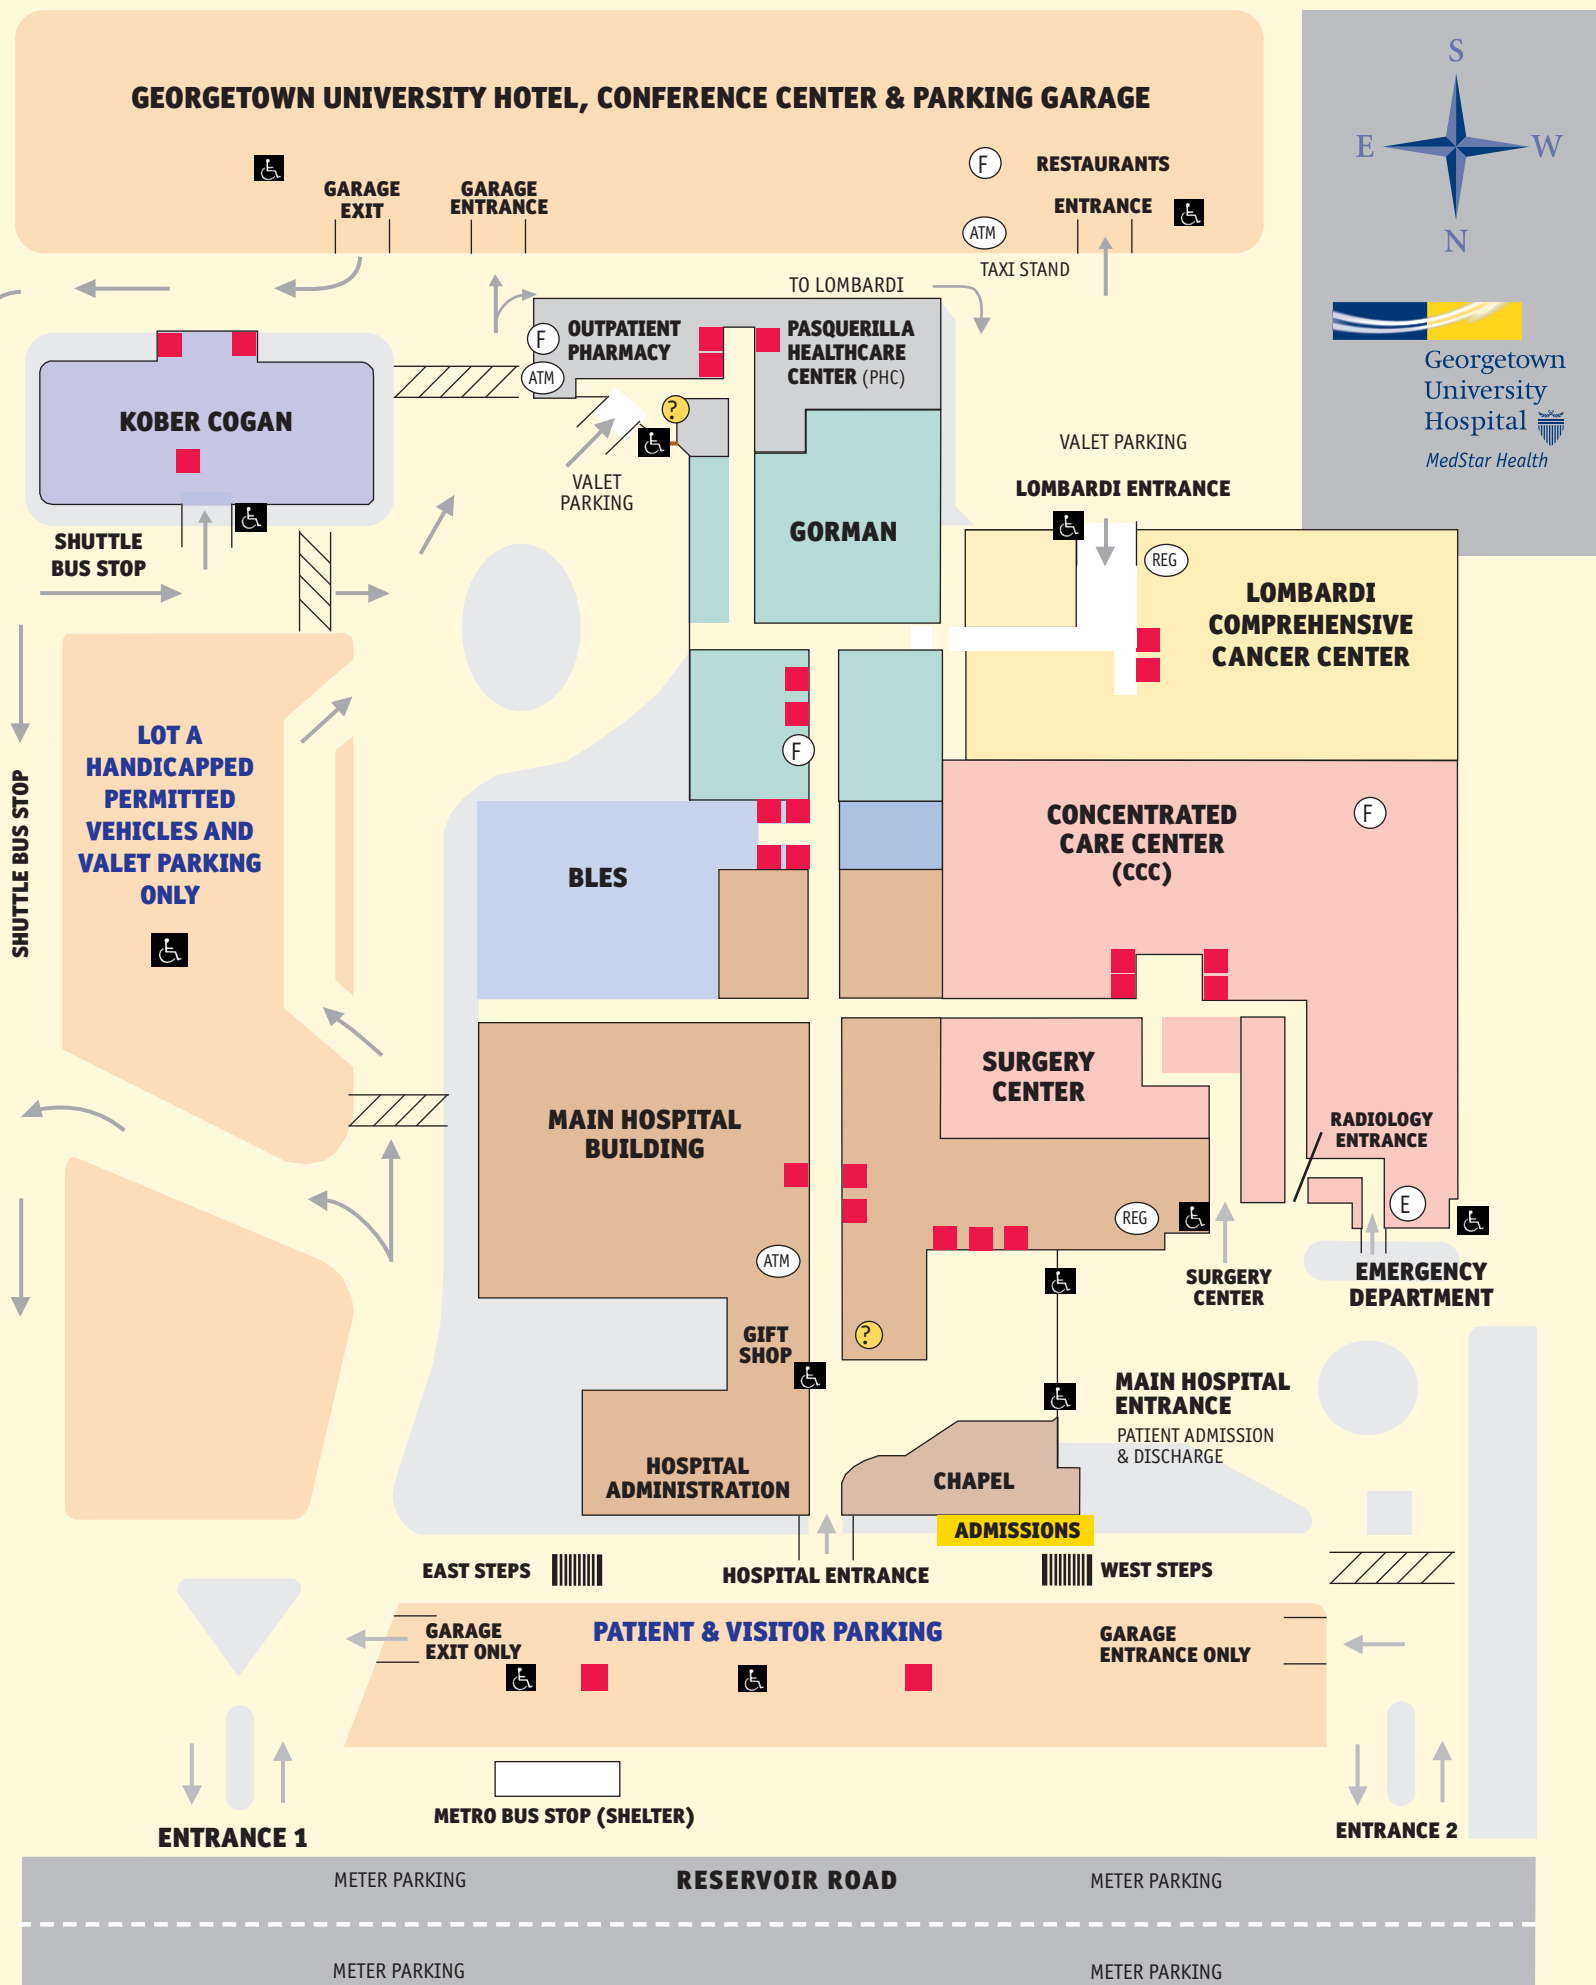 GEORGETOWN UNIVERSITY HOTEL, CONFERENCE CENTER & PARKING GARAGE
S
E
W
N
F
RESTAURANTS
GARAGE
EXIT
GARAGE
ENTRANCE
ENTRANCE
ATM
TAXI STAND
TO LOMBARDI
Georgetown
University
Hospital
MedStar Health
F
OUTPATIENT
PHARMACY
ATM
PASQUERILLA
HEALTHCARE
CENTER (PHC)
KOBER COGAN
?
VALET
PARKING
VALET PARKING
LOMBARDI ENTRANCE
GORMAN
REG
SHUTTLE
BUS STOP
LOMBARDI
COMPREHENSIVE
CANCER CENTER
LOT A
HANDICAPPED
PERMITTED
VEHICLES AND
VALET PARKING
ONLY
SHUTTLE BUS STOP
F
BLES
CONCENTRATED
CARE CENTER
(CCC)
F
SURGERY
CENTER
MAIN HOSPITAL
BUILDING
RADIOLOGY
ENTRANCE
REG
E
ATM
SURGERY
CENTER
EMERGENCY
DEPARTMENT
GIFT
SHOP
?
MAIN HOSPITAL
ENTRANCE
PATIENT ADMISSION
& DISCHARGE
HOSPITAL
ADMINISTRATION
CHAPEL
ADMISSIONS
EAST STEPS
HOSPITAL ENTRANCE
WEST STEPS
GARAGE
EXIT ONLY
PATIENT & VISITOR PARKING
GARAGE
ENTRANCE ONLY
METRO BUS STOP (SHELTER)
ENTRANCE 1
ENTRANCE 2
METER PARKING
RESERVOIR ROAD
METER PARKING
METER PARKING
METER PARKING